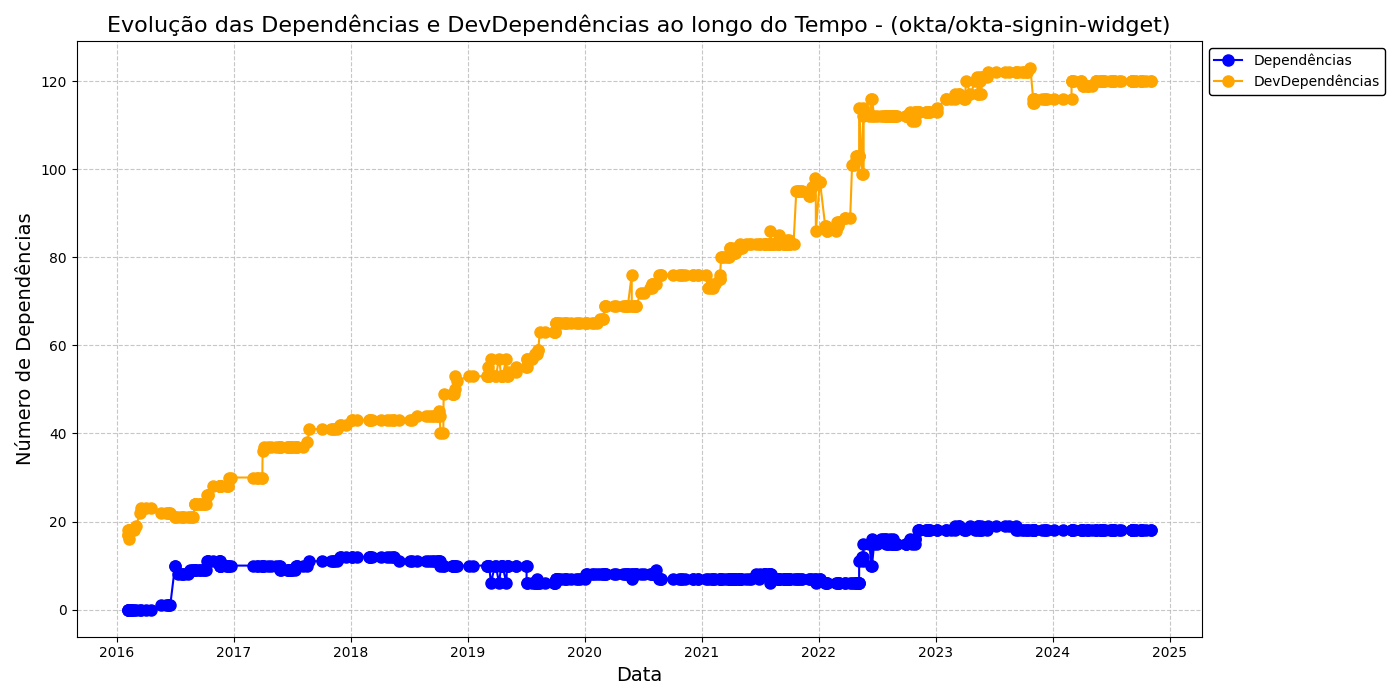 Evolução das Dependências e DevDependências ao longo do Tempo - (okta/okta-signin-widget)
Dependências
DevDependências
Número de Dependências
120
100
80
60
40
20
0
2016 2017 2018 2019 2020 2021 2022 2023 2024 2025
Data